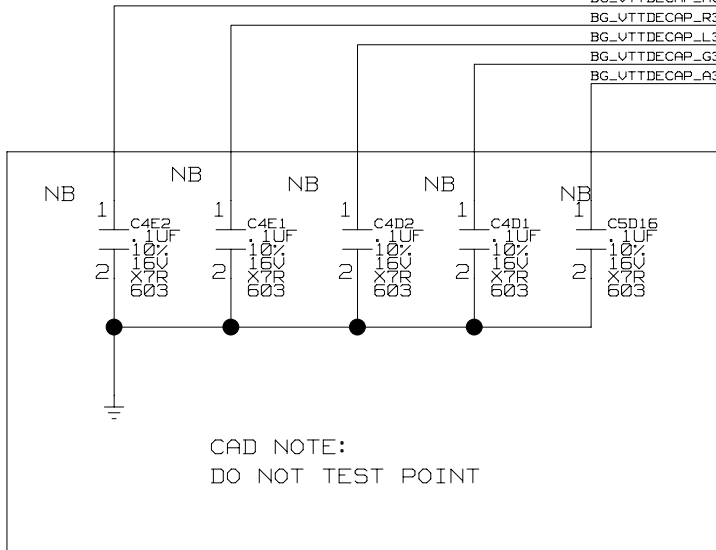 BG_VTTDECAP_R3
BG_VTTDECAP_L3
BG_VTTDECAP_G3
BG_VTTDECAP_A3
NB
NB
NB
NB
NB
1
C4E2
.1UF
10%
16V
X7R
603
2
1
C4E1
.1UF
10%
16V
X7R
603
2
1
C4D2
.1UF
10%
16V
X7R
603
2
1
C4D1
.1UF
10%
16V
X7R
603
2
1
C5D16
.1UF
10%
16V
X7R
603
2
CAD NOTE:
DO NOT TEST POINT